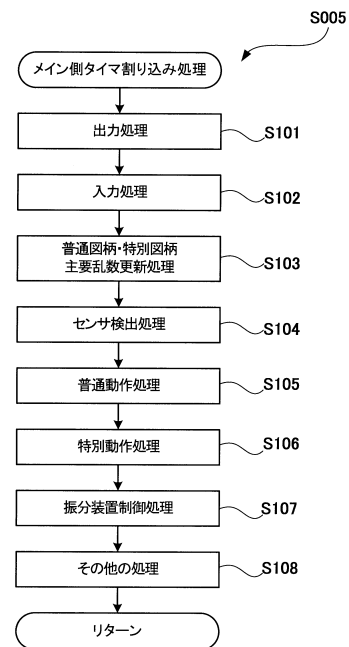 S005
メイン側タイマ割り込み処理
出力処理
S101
入力処理
S102
普通図柄・特別図柄
主要乱数更新処理
S103
センサ検出処理
S104
普通動作処理
S105
特別動作処理
S106
振分装置制御処理
S107
その他の処理
S108
リターン